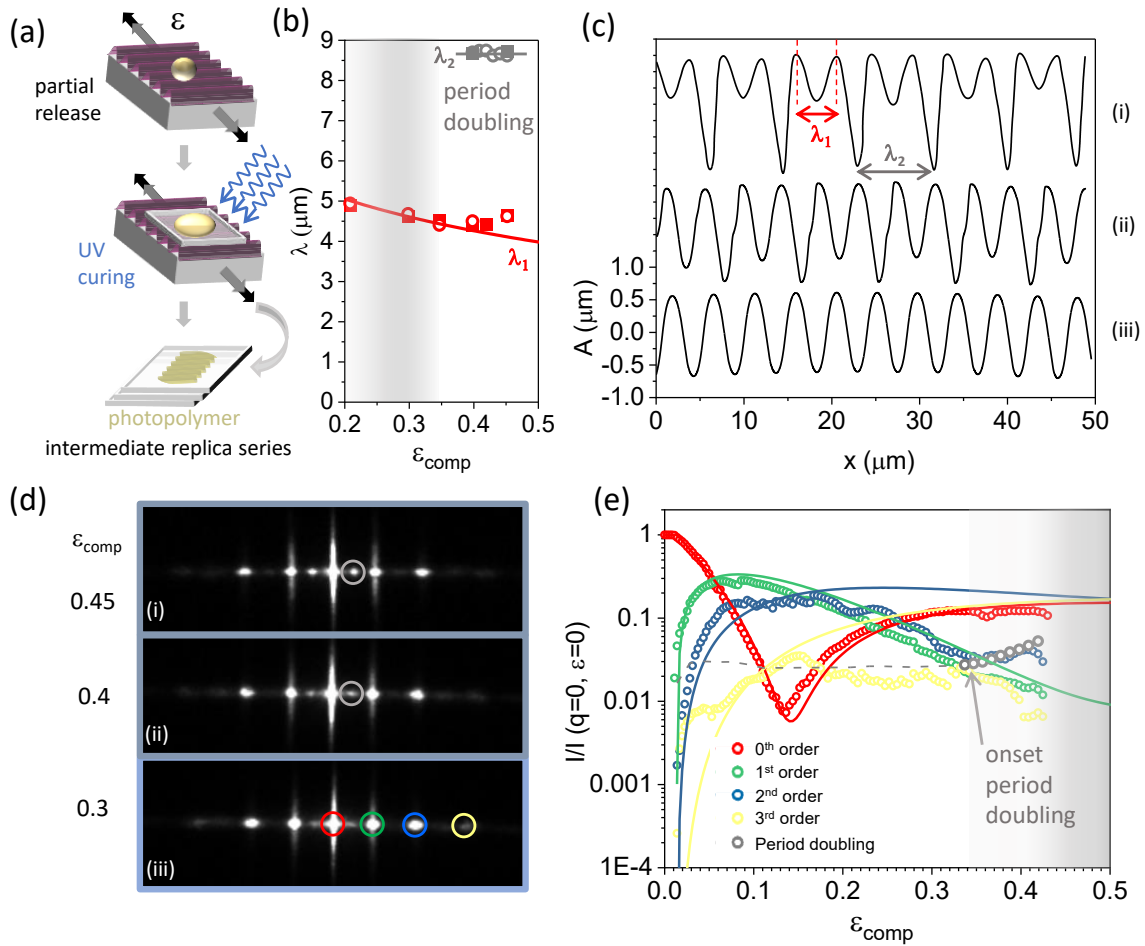 (a)
ε
partial
release
UV
curing
photopolymer
intermediate replica series
(b)
9
8
7
6
5
4
3
2
1
0
λ (μm)
λ₂
period
doubling
λ₁
0.2
0.3
0.4
0.5
ε_comp
(c)
(i)
λ₁
λ₂
(ii)
(iii)
1.0
0.5
0.0
-0.5
-1.0
A (μm)
0
10
20
30
40
50
x (μm)
(d)
ε_comp
0.45
(i)
0.4
(ii)
0.3
(iii)
(e)
1
0.1
0.01
0.001
1E-4
I/I (q=0, ε=0)
0th order
1st order
2nd order
3rd order
Period doubling
onset
period
doubling
0.0
0.1
0.2
0.3
0.4
0.5
ε_comp